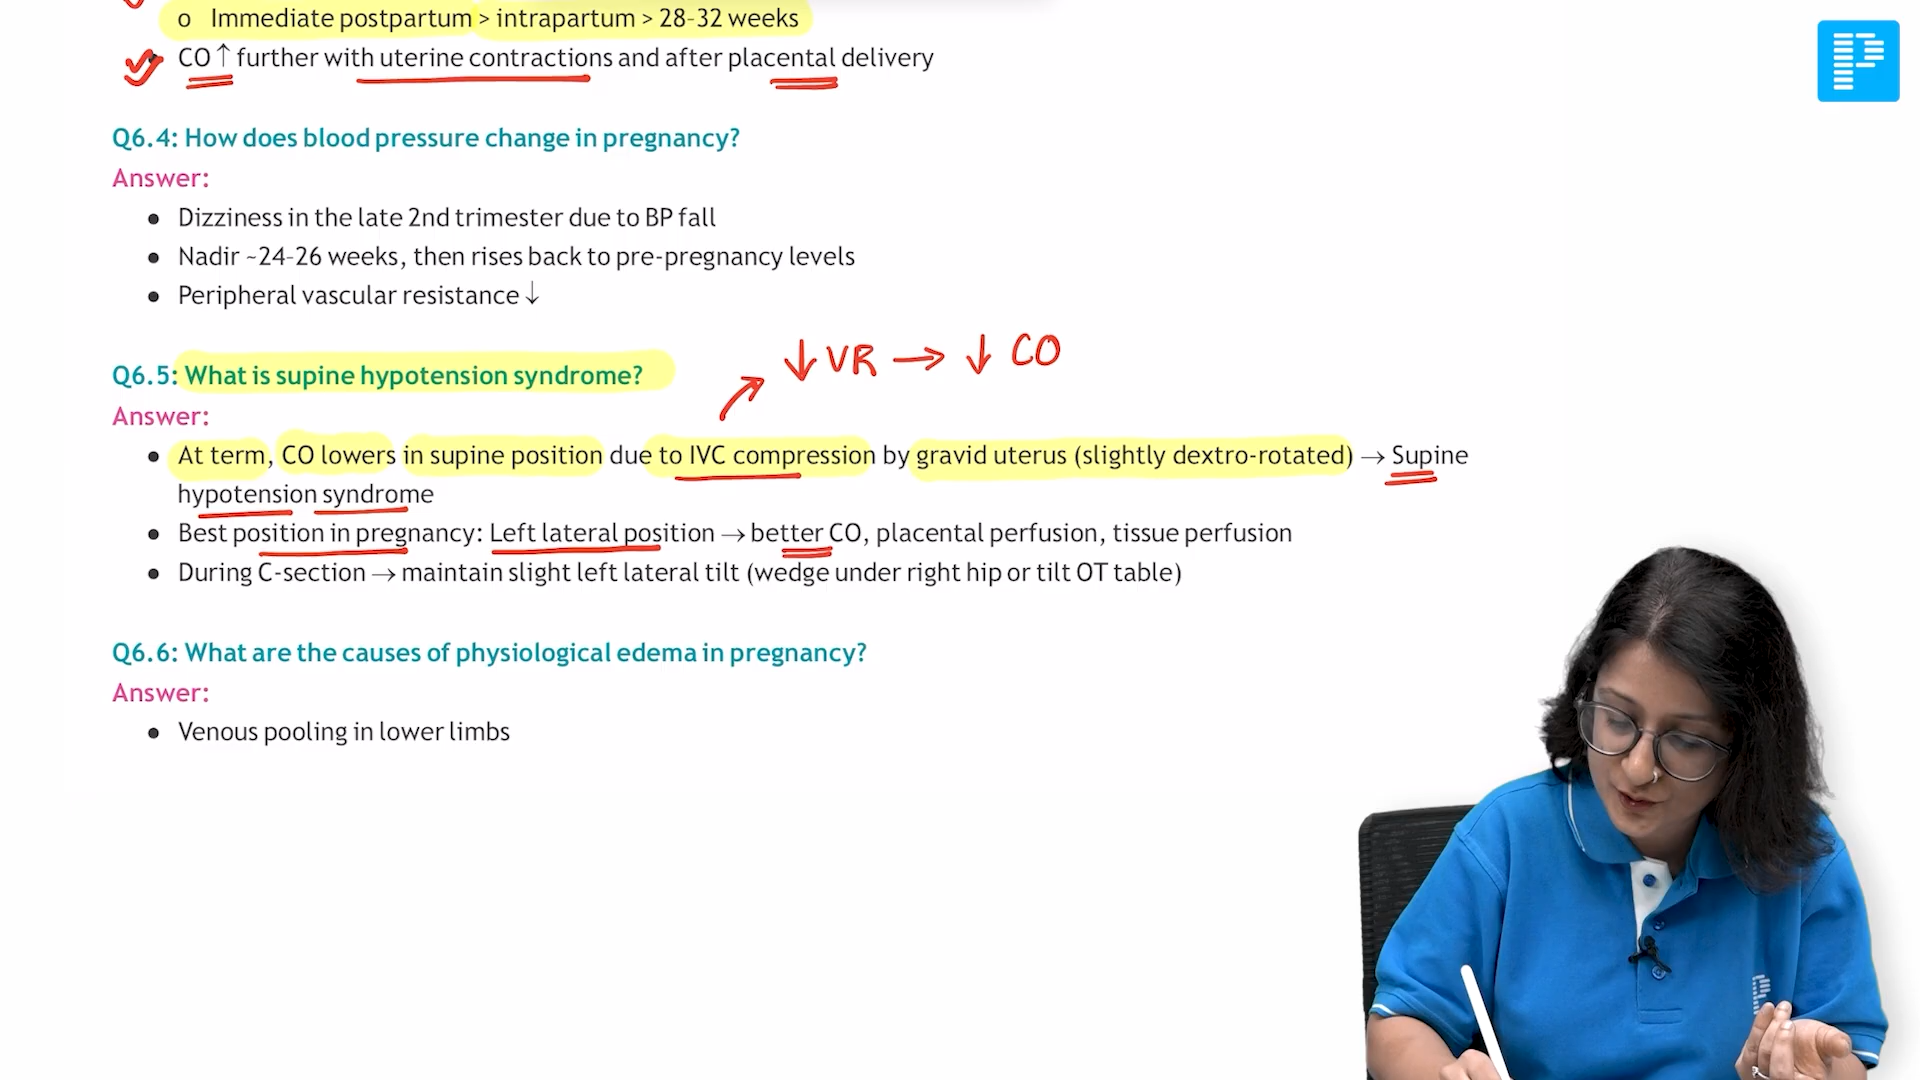 o Immediate postpartum > intrapartum > 28-32 weeks
CO ↑ further with uterine contractions and after placental delivery
Q6.4: How does blood pressure change in pregnancy?
Answer:
● Dizziness in the late 2nd trimester due to BP fall
● Nadir ~24-26 weeks, then rises back to pre-pregnancy levels
● Peripheral vascular resistance ↓
↓ VR → ↓ CO
Q6.5: What is supine hypotension syndrome?
Answer:
● At term, CO lowers in supine position due to IVC compression by gravid uterus (slightly dextro-rotated) → Supine
hypotension syndrome
● Best position in pregnancy: Left lateral position → better CO, placental perfusion, tissue perfusion
● During C-section → maintain slight left lateral tilt (wedge under right hip or tilt OT table)
Q6.6: What are the causes of physiological edema in pregnancy?
Answer:
● Venous pooling in lower limbs